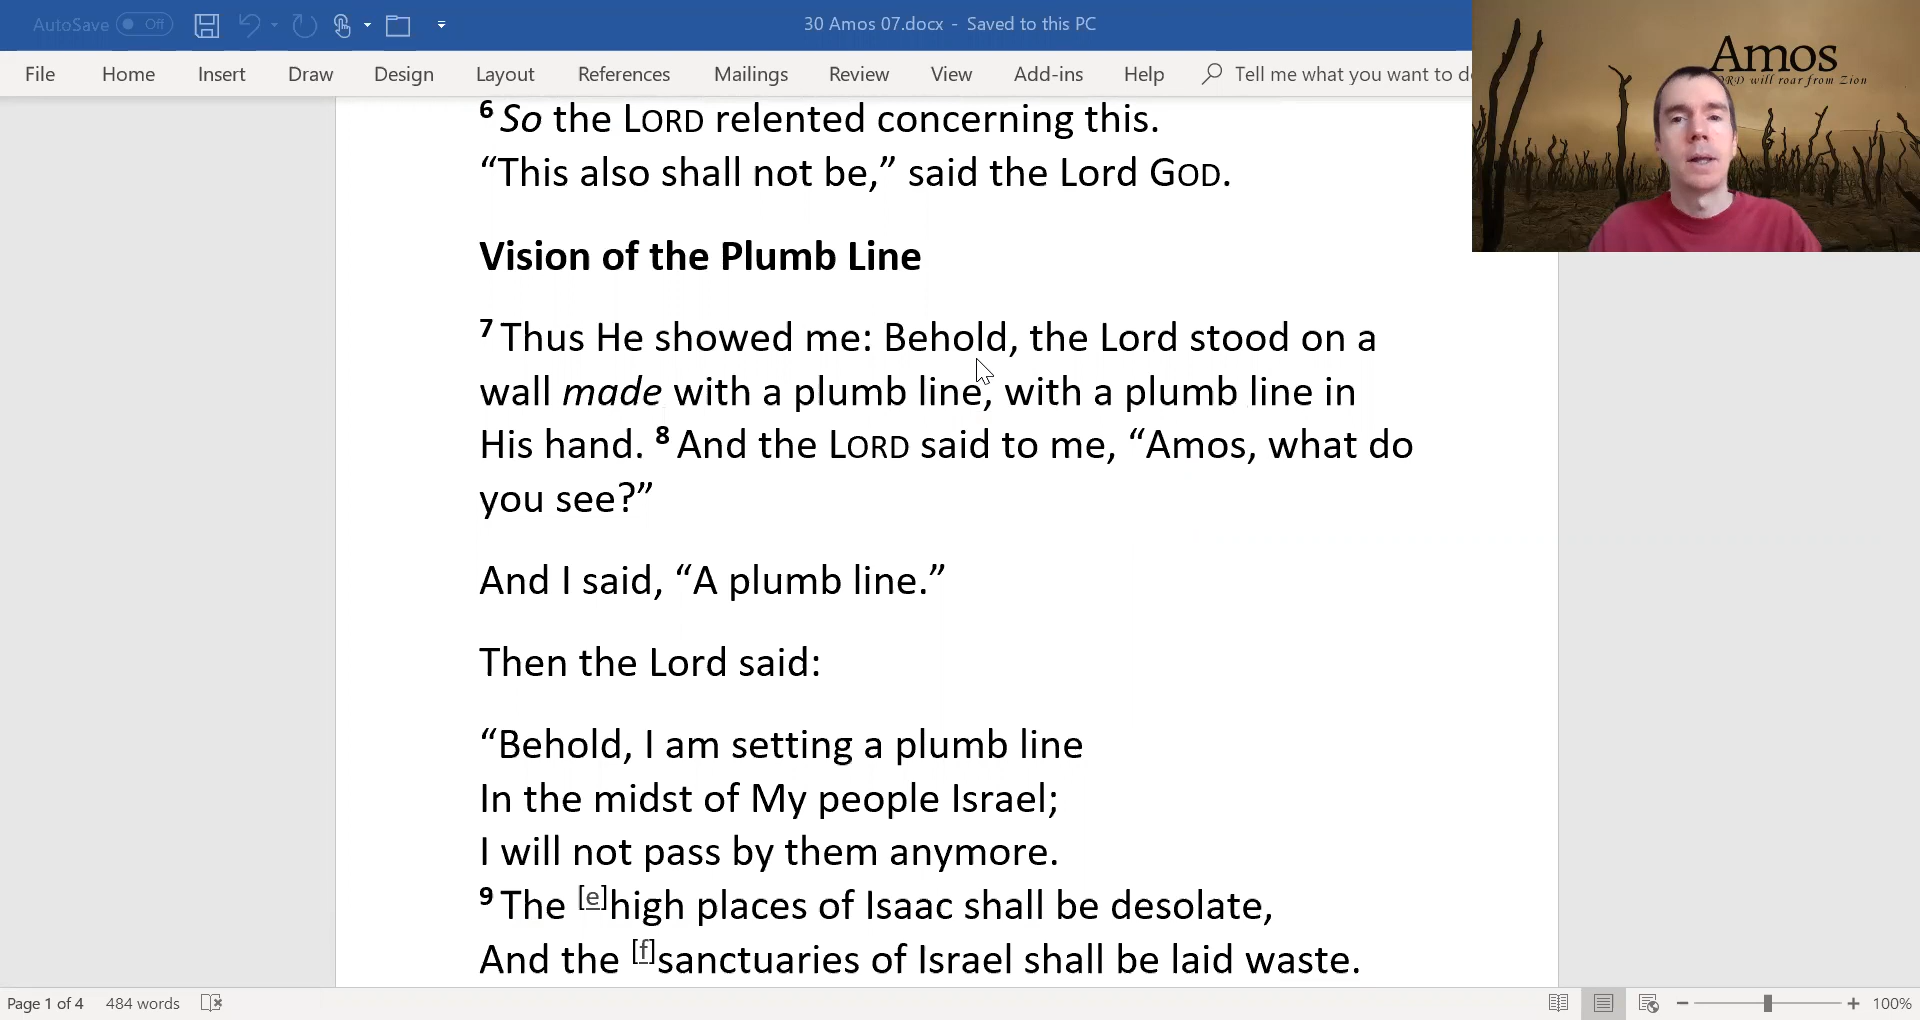 AutoSave Off
30 Amos 07.docx - Saved to this PC
File Home Insert Draw Design Layout References Mailings Review View Add-ins Help Tell me what you want to
Amos
will roar from Zion
6 So the LORD relented concerning this.
“This also shall not be,” said the Lord GOD.
Vision of the Plumb Line
7 Thus He showed me: Behold, the Lord stood on a
wall made with a plumb line, with a plumb line in
His hand. 8 And the LORD said to me, “Amos, what do
you see?”
And I said, “A plumb line.”
Then the Lord said:
“Behold, I am setting a plumb line
In the midst of My people Israel;
I will not pass by them anymore.
9 The [e]high places of Isaac shall be desolate,
And the [f]sanctuaries of Israel shall be laid waste.
Page 1 of 4 484 words
100%